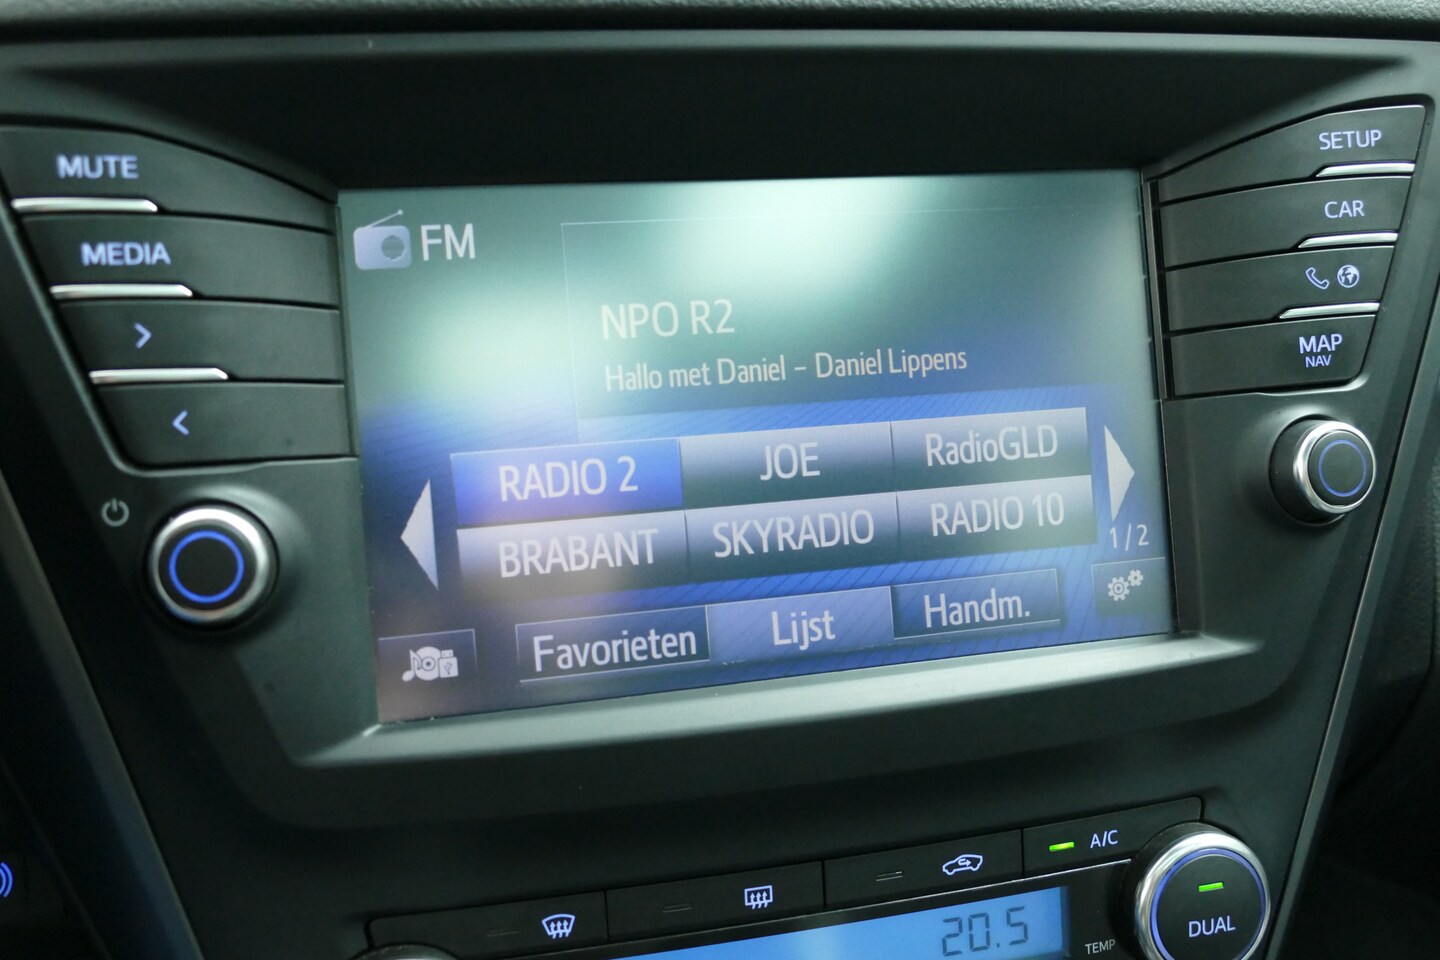 MUTE
MEDIA
>
<
FM
NPO R2
Hallo met Daniel - Daniel Lippens
RADIO 2
JOE
RadioGLD
BRABANT
SKYRADIO
RADIO 10
1/2
Favorieten
Lijst
Handm.
SETUP
CAR
MAP
NAV
A/C
20.5
TEMP
DUAL